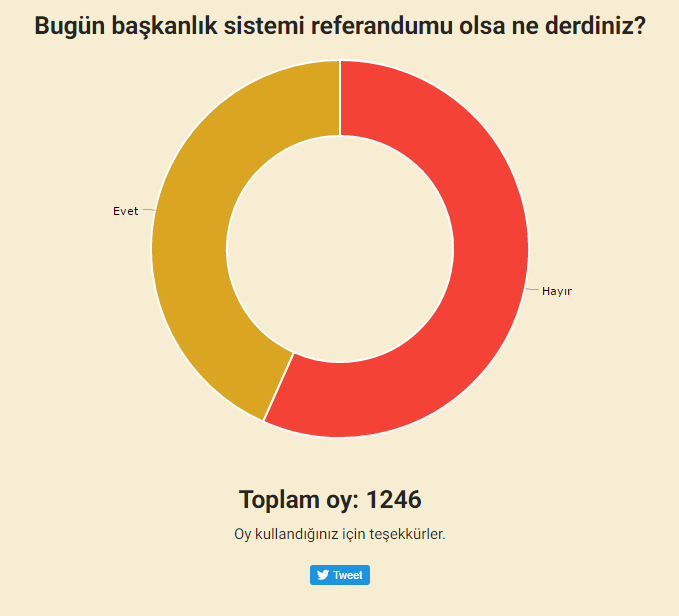 Bugün başkanlık sistemi referandumu olsa ne derdiniz?
Evet
Hayır
Toplam oy: 1246
Oy kullandığınız için teşekkürler.
Tweet